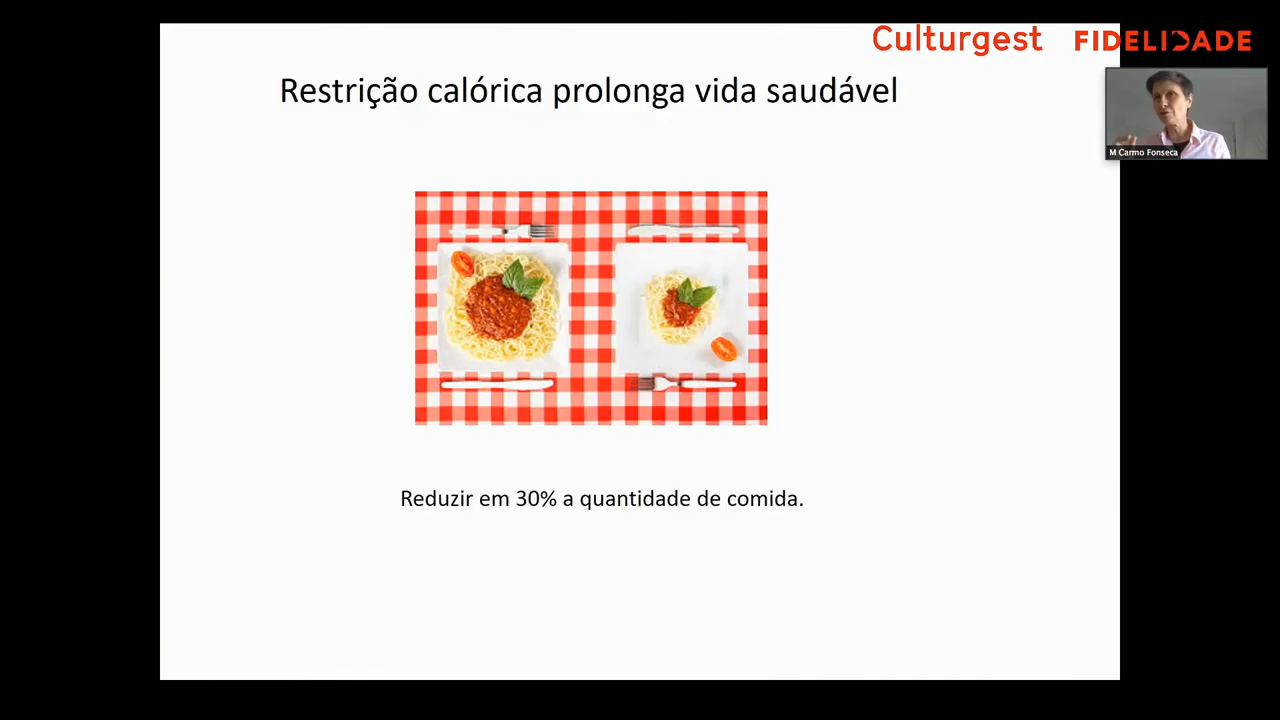 Culturgest FIDELIDADE
Restrição calórica prolonga vida saudável
M Carmo Fonseca
Reduzir em 30% a quantidade de comida.